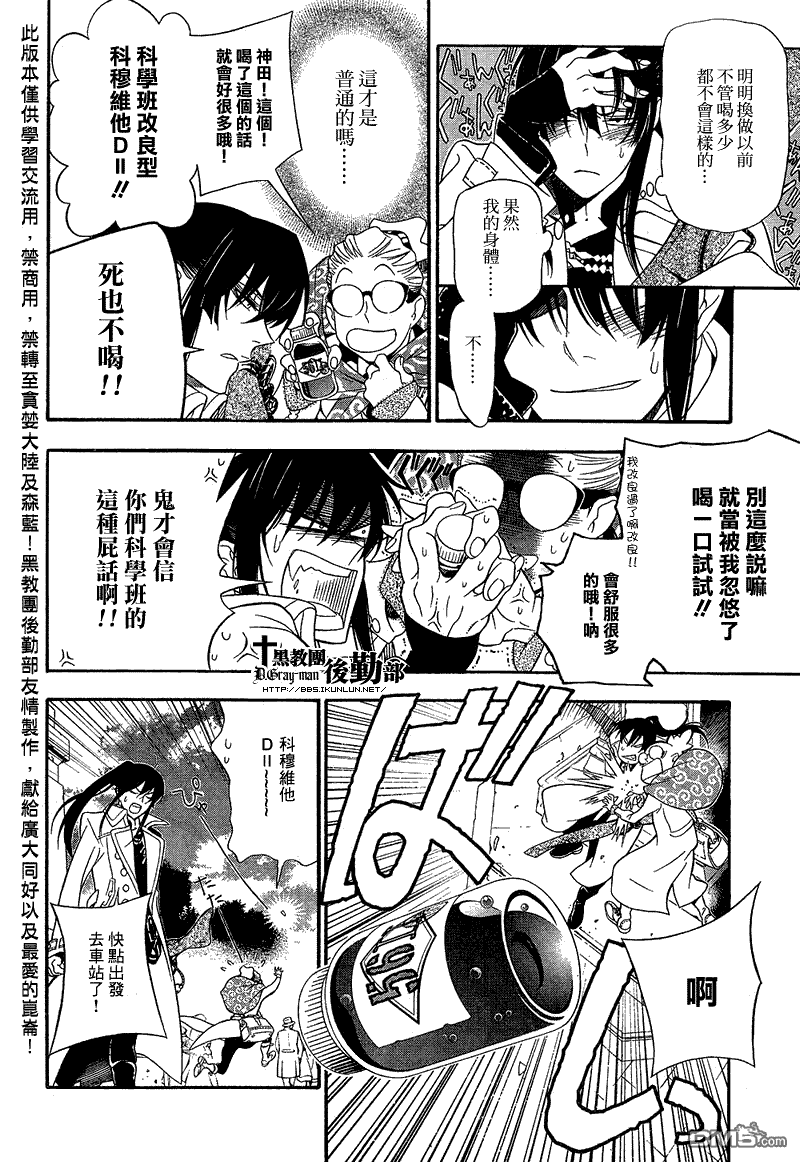 明明換做以前
不管喝多少
都不會這樣的…
果然
我的身體……
不……
這才是
普通的嗎……
神田！這個！
喝了這個的話
就會好很多哦！
科學班改良型
科穆維他DⅡ!!
死也不喝!!
別這麼説嘛
就當被我忽悠了
喝一口試試!!
我改良過了啊改良!!
會舒服很多
的哦！吶
鬼才會信
你們科學班的
這種屁話啊!!
十黑教團後勤部
D.Gray-man
HTTP://BBS.IKUNLUN.NET/
ばしっ
啊
科穆維他
DⅡ~~~~~
快點出發
去車站了！
此版本僅供學習交流用，禁商用，禁轉至貪婪大陸及森藍！黑教團後勤部友情製作，獻給廣大同好以及最愛的崑崙！
DM5.com